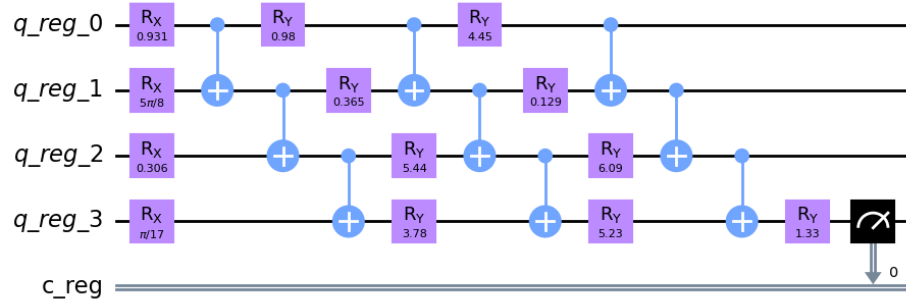 q_reg_0 R_X 0.931 R_Y 0.98 R_Y 4.45
q_reg_1 R_X 5π/8 R_Y 0.365 R_Y 0.129
q_reg_2 R_X 0.306 R_Y 5.44 R_Y 6.09
q_reg_3 R_X π/17 R_Y 3.78 R_Y 5.23 R_Y 1.33
c_reg 0